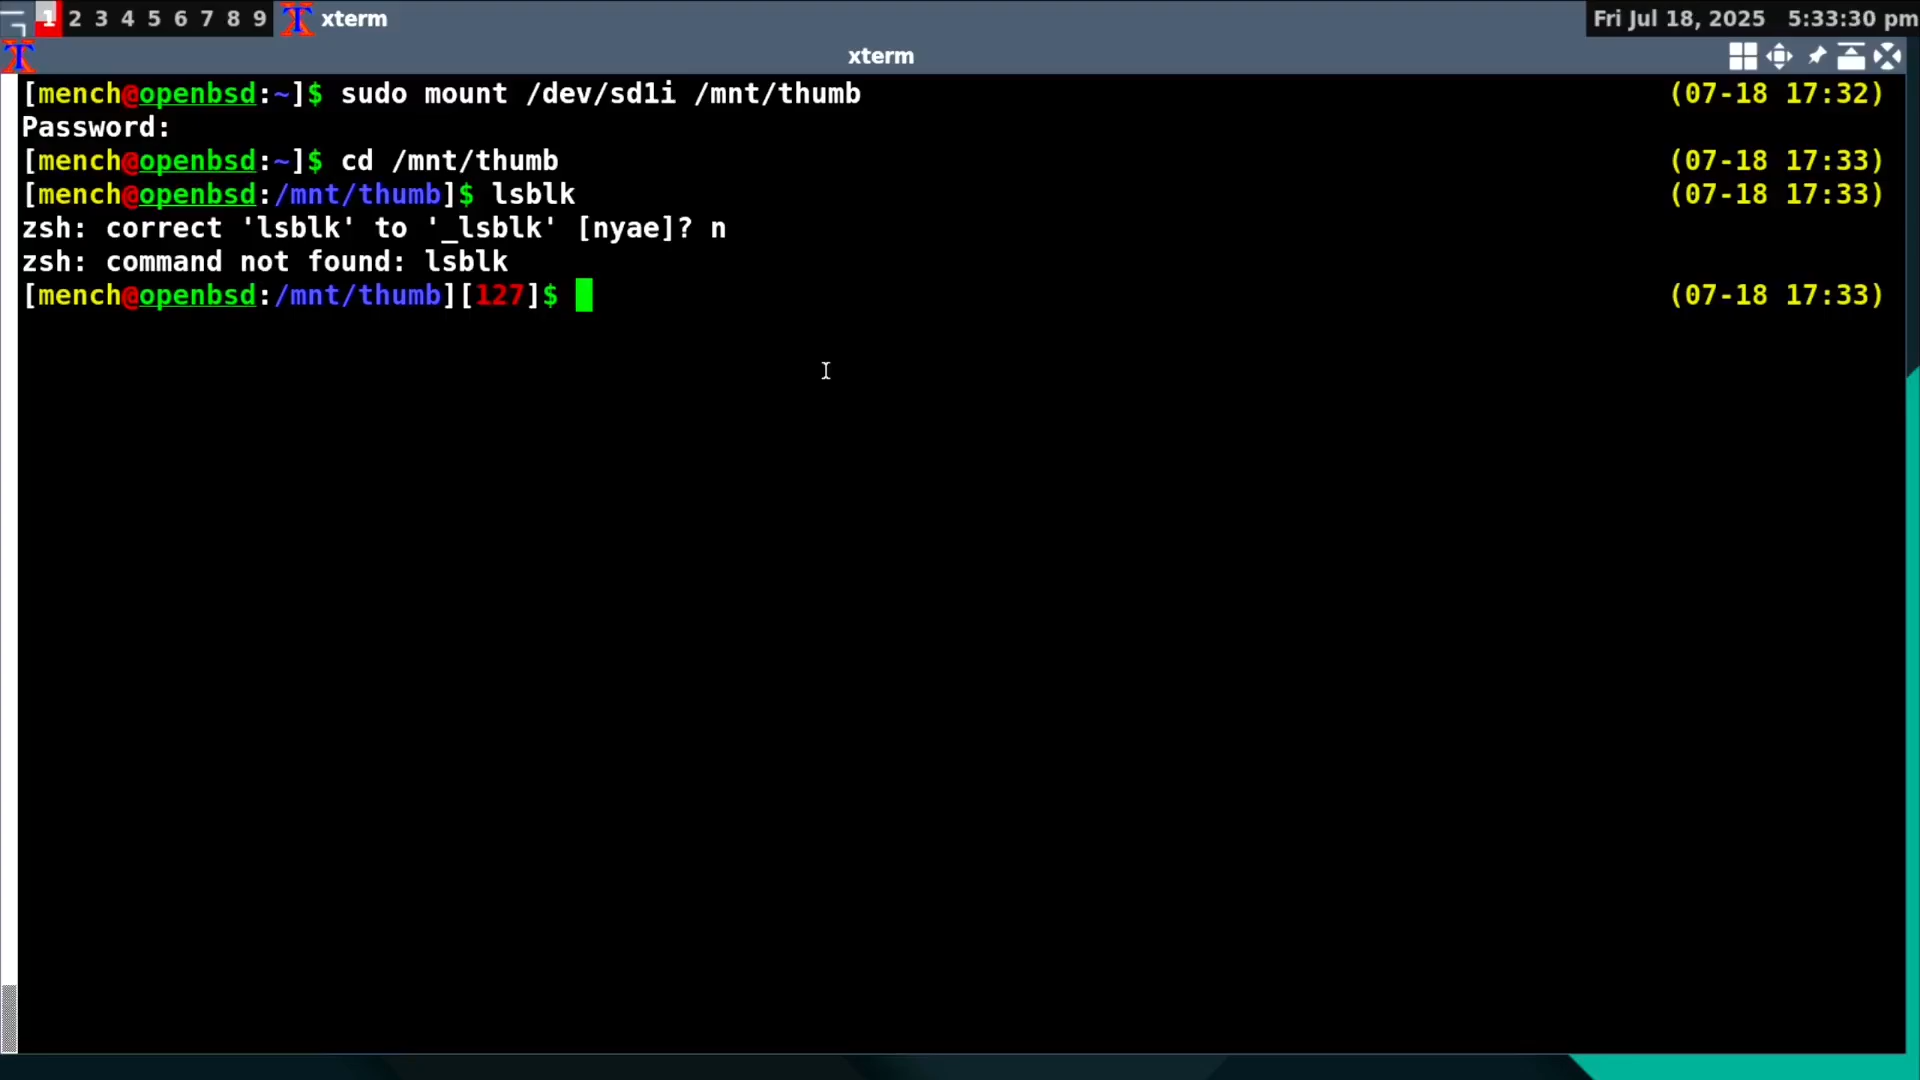 1 2 3 4 5 6 7 8 9 xterm Fri Jul 18, 2025 5:33:30 pm
xterm
[mench@openbsd:~]$ sudo mount /dev/sd1i /mnt/thumb (07-18 17:32)
Password:
[mench@openbsd:~]$ cd /mnt/thumb (07-18 17:33)
[mench@openbsd:/mnt/thumb]$ lsblk (07-18 17:33)
zsh: correct 'lsblk' to '_lsblk' [nyae]? n
zsh: command not found: lsblk
[mench@openbsd:/mnt/thumb][127]$ (07-18 17:33)